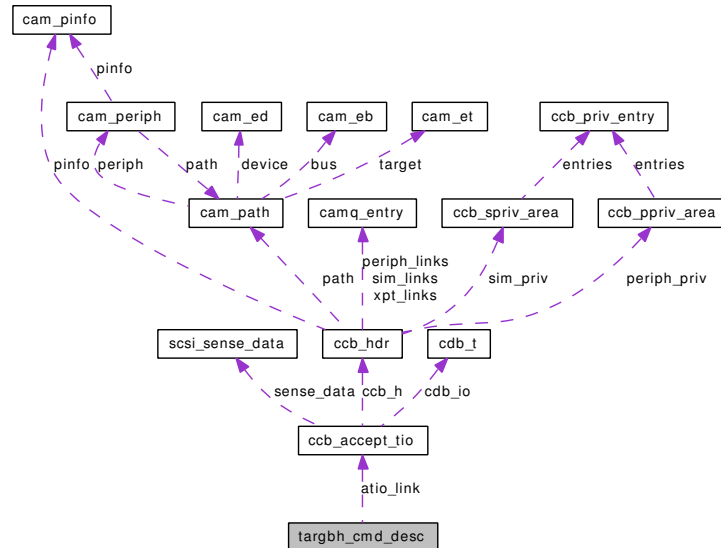 cam_pinfo
pinfo
cam_periph
cam_ed
cam_eb
cam_et
ccb_priv_entry
pinfo
periph
path
device
bus
target
entries
entries
cam_path
camq_entry
ccb_spriv_area
ccb_ppriv_area
periph_links
sim_links
xpt_links
path
sim_priv
periph_priv
scsi_sense_data
ccb_hdr
cdb_t
sense_data
ccb_h
cdb_io
ccb_accept_tio
atio_link
targbh_cmd_desc